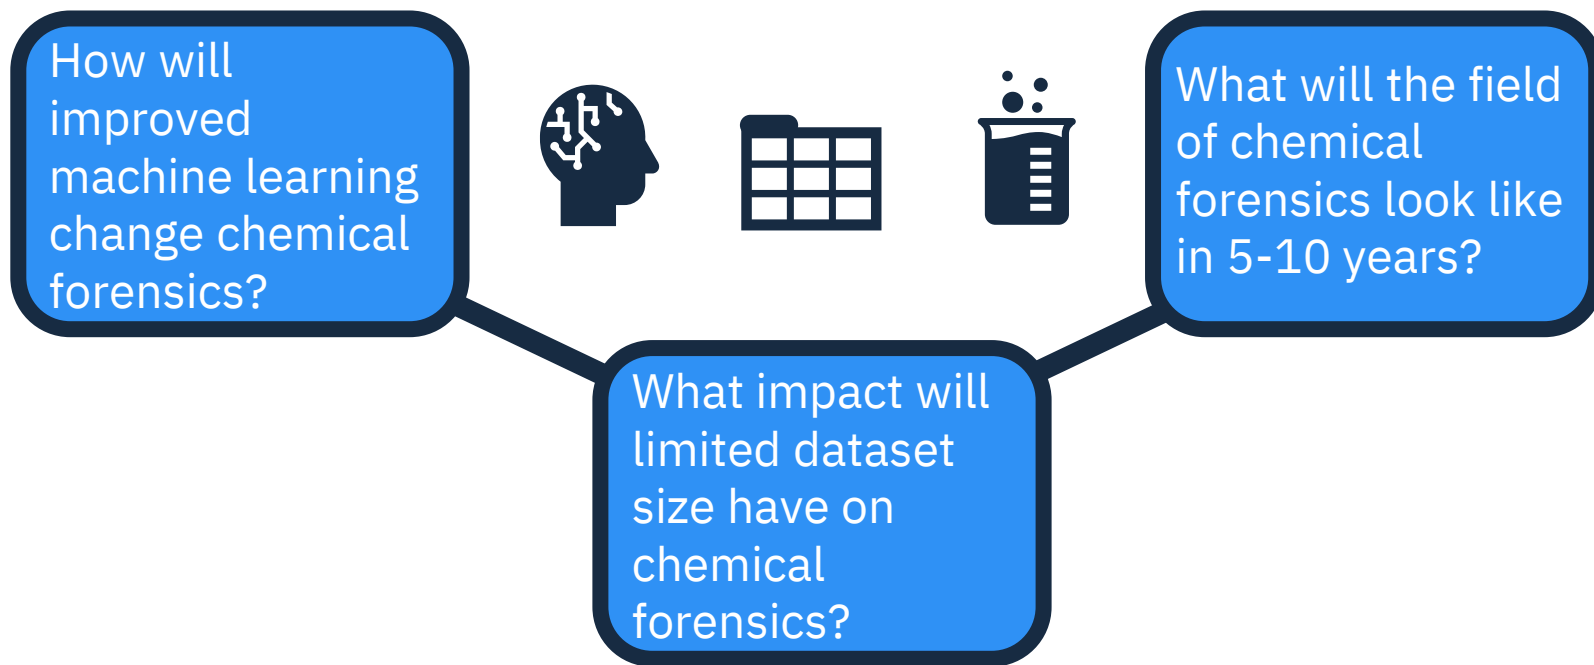 How will
improved
machine learning
change chemical
forensics?
What impact will
limited dataset
size have on
chemical
forensics?
What will the field
of chemical
forensics look like
in 5-10 years?